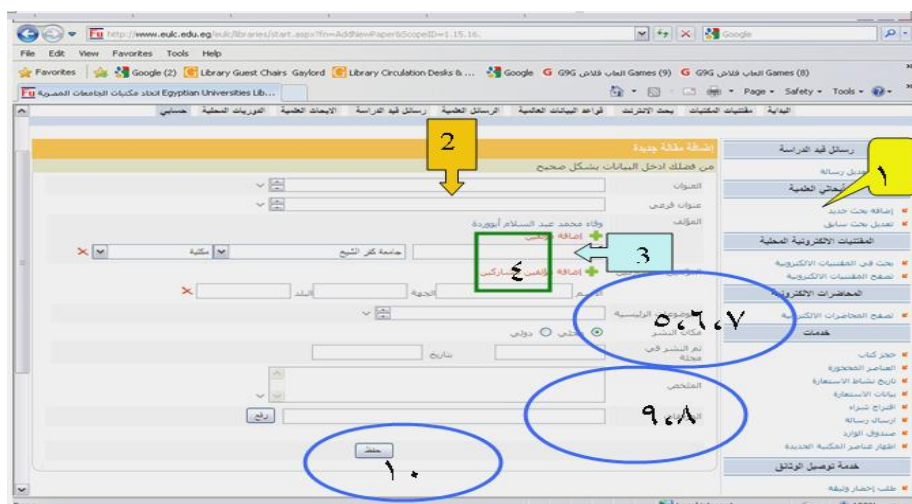 http://www.eulc.edu.eg/eulc/libraries/start.aspx?fn=AddNewPaper&ScopeID=1.15.16.
Google
File Edit View Favorites Tools Help
Favorites Google (2) Library Guest Chairs Gaylord Library Circulation Desks & ... Google G9G العاب فلاش Games (9) G9G العاب فلاش Games (8)
اتحاد مكتبات الجامعات المصرية Egyptian Universities Lib...
Page Safety Tools
البداية مقتنيات المكتبات بحث الانترنت قواعد البيانات العالمية الرسائل العلمية رسائل قيد الدراسة الابحاث العلمية الدوريات المحلية حسابي
رسائل قيد الدراسة
تعديل رسالة
١
أبحاثي العلمية
إضافة بحث جديد
تعديل بحث سابق
المقتنيات الالكترونية المحلية
بحث في المقتنيات الالكترونية
تصفح المقتنيات الالكترونية
المحاضرات الالكترونية
تصفح المحاضرات الالكترونية
خدمات
حجز كتاب
العناصر المحجوزة
تاريخ نشاط الاستعارة
بيانات الاستعارة
اقتراح شراء
ارسال رسالة
صندوق الوارد
اظهار عناصر المكتبة الجديدة
خدمة توصيل الوثائق
طلب إحضار وثيقة
إضافة مقالة جديدة
2
من فضلك ادخل البيانات بشكل صحيح
العنوان
عنوان فرعي
المؤلف
وفاء محمد عبد السلام أبووردة
إضافة مؤلفين
3
جامعة كفر الشيخ
مكتبة
٤
إضافة مؤلفين مشاركين
الاسم الجهة البلد
الموضوعات الرئيسية
٥،٦،٧
مكان النشر محلي دولي
تم النشر في مجلة بتاريخ
الملخص
٩،٨
رفع
حفظ
١٠